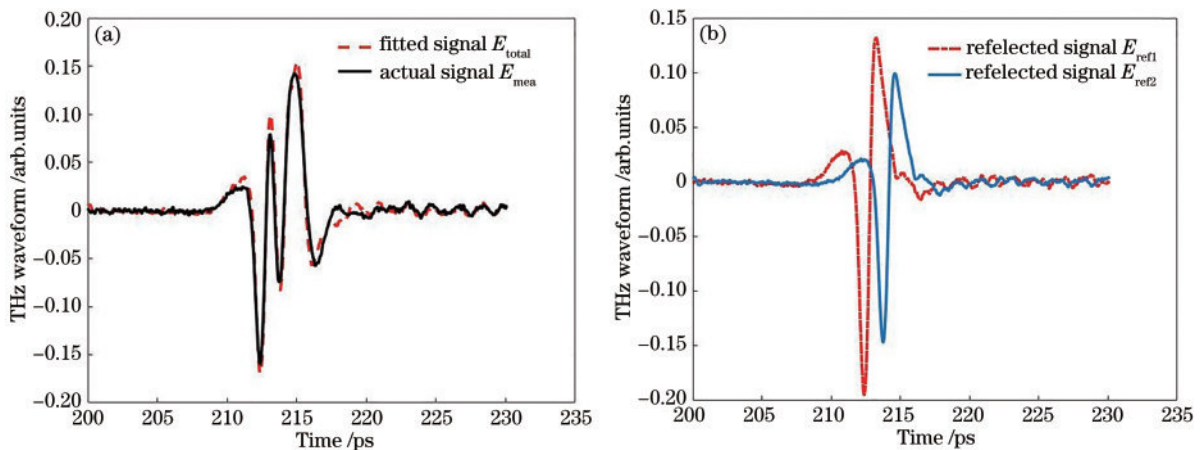 (a)
fitted signal E_total
actual signal E_mea
THz waveform /arb.units
0.20
0.15
0.10
0.05
0
−0.05
−0.10
−0.15
−0.20
200 205 210 215 220 225 230 235
Time /ps
(b)
refelected signal E_ref1
refelected signal E_ref2
THz waveform /arb.units
0.15
0.10
0.05
0
−0.05
−0.10
−0.15
−0.20
200 205 210 215 220 225 230 235
Time /ps